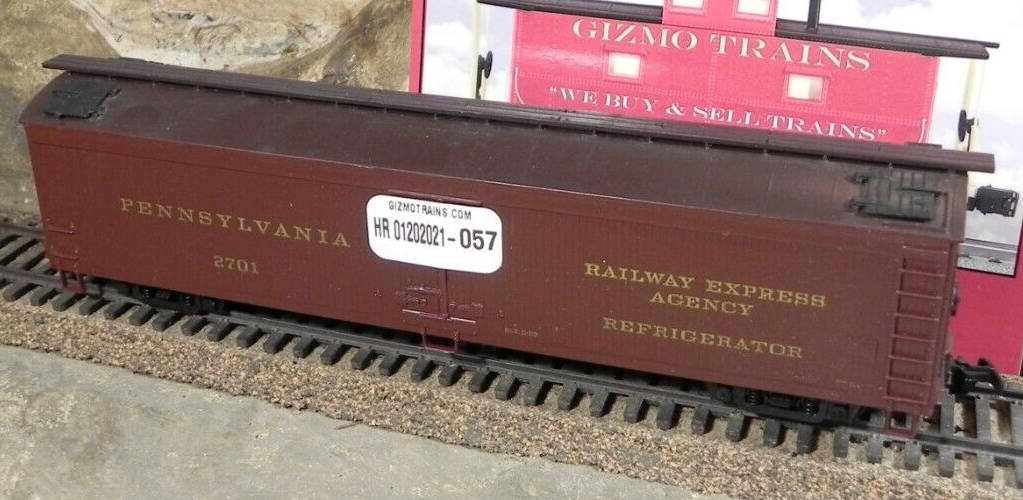 GIZMO TRAINS
"WE BUY & SELL TRAINS"
GIZMOTRAINS.COM
HR 01202021-057
PENNSYLVANIA
2701
RAILWAY EXPRESS
AGENCY
REFRIGERATOR